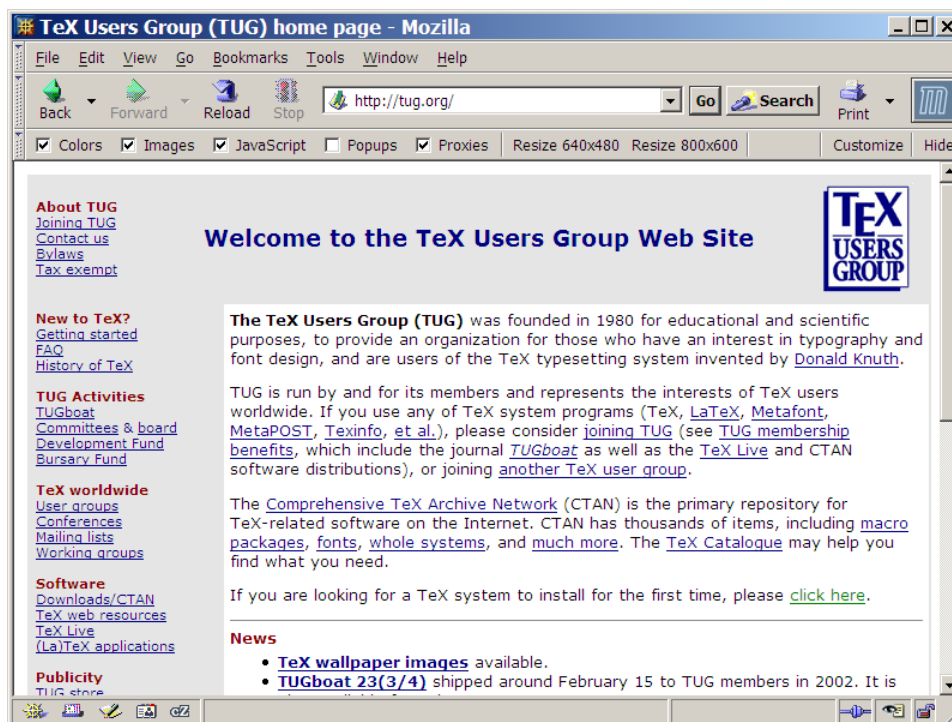 TeX Users Group (TUG) home page - Mozilla
File Edit View Go Bookmarks Tools Window Help
Back Forward Reload Stop http://tug.org/ Go Search Print
Colors Images JavaScript Popups Proxies Resize 640x480 Resize 800x600 Customize Hide
About TUG
Joining TUG
Contact us
Bylaws
Tax exempt
Welcome to the TeX Users Group Web Site
TEX
USERS
GROUP
New to TeX?
Getting started
FAQ
History of TeX
TUG Activities
TUGboat
Committees & board
Development Fund
Bursary Fund
TeX worldwide
User groups
Conferences
Mailing lists
Working groups
Software
Downloads/CTAN
TeX web resources
TeX Live
(La)TeX applications
Publicity
TUG store
The TeX Users Group (TUG) was founded in 1980 for educational and scientific
purposes, to provide an organization for those who have an interest in typography and
font design, and are users of the TeX typesetting system invented by Donald Knuth.
TUG is run by and for its members and represents the interests of TeX users
worldwide. If you use any of TeX system programs (TeX, LaTeX, Metafont,
MetaPOST, Texinfo, et al.), please consider joining TUG (see TUG membership
benefits, which include the journal TUGboat as well as the TeX Live and CTAN
software distributions), or joining another TeX user group.
The Comprehensive TeX Archive Network (CTAN) is the primary repository for
TeX-related software on the Internet. CTAN has thousands of items, including macro
packages, fonts, whole systems, and much more. The TeX Catalogue may help you
find what you need.
If you are looking for a TeX system to install for the first time, please click here.
News
• TeX wallpaper images available.
• TUGboat 23(3/4) shipped around February 15 to TUG members in 2002. It is